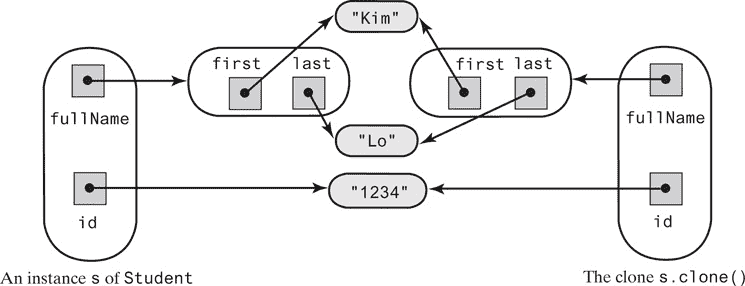 "Kim"
first last
first last
fullName
fullName
"Lo"
"1234"
id
id
An instance s of Student
The clone s.clone()